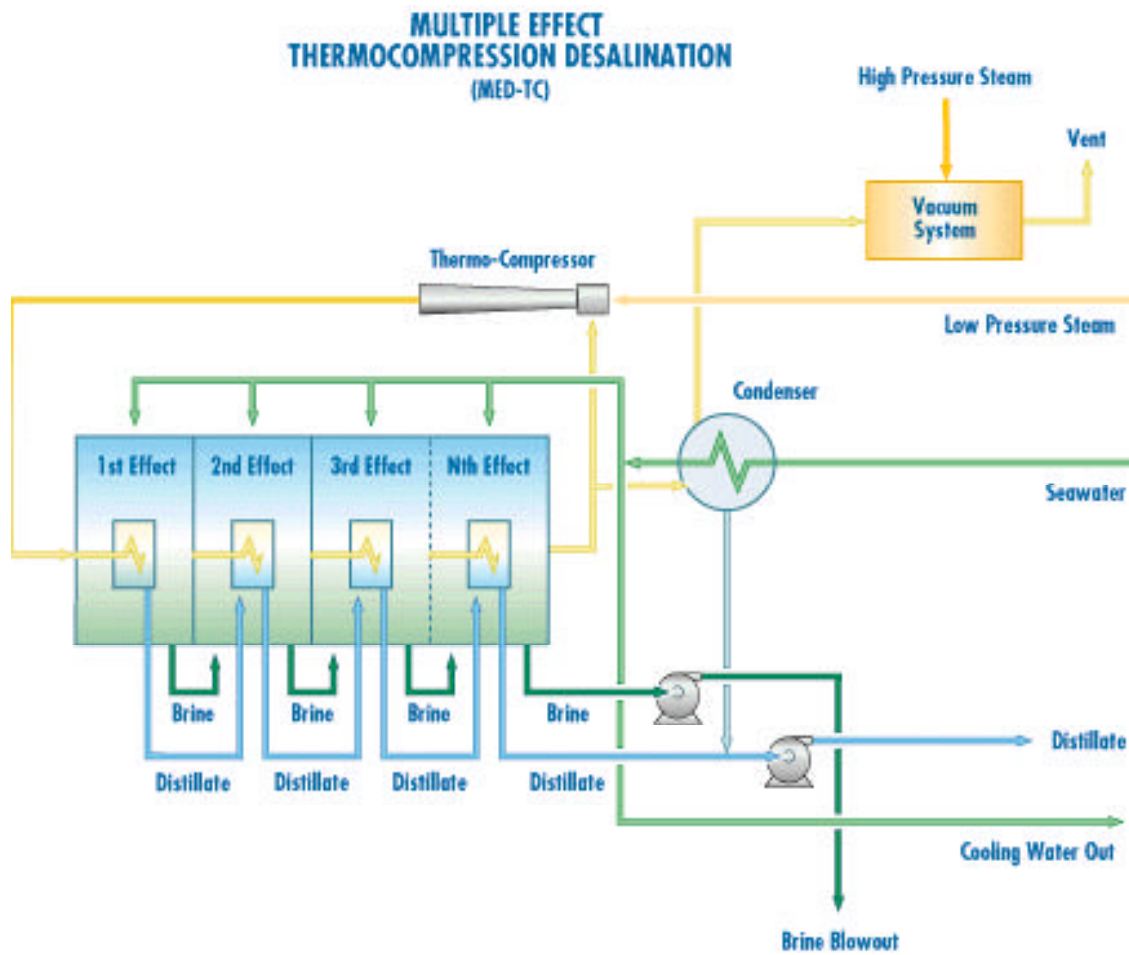 MULTIPLE EFFECT
THERMOCOMPRESSION DESALINATION
(MED-TC)
High Pressure Steam
Vent
Vacuum
System
Thermo-Compressor
Low Pressure Steam
Condenser
1st Effect
2nd Effect
3rd Effect
Nth Effect
Seawater
Brine
Brine
Brine
Brine
Distillate
Distillate
Distillate
Distillate
Distillate
Cooling Water Out
Brine Blowout